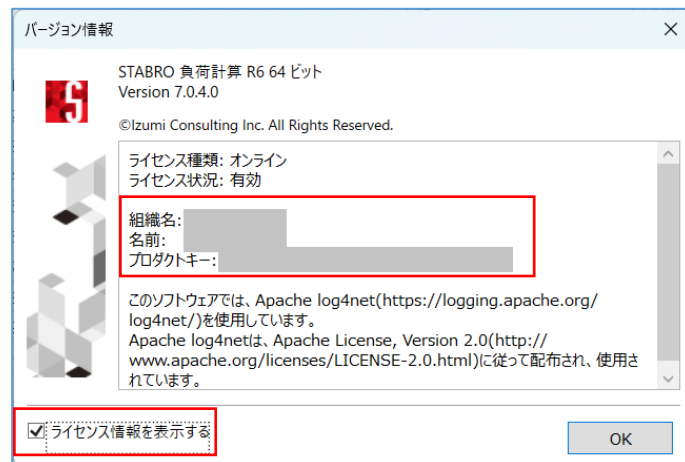 バージョン情報
STABRO 負荷計算 R6 64 ビット
Version 7.0.4.0
©Izumi Consulting Inc. All Rights Reserved.
ライセンス種類: オンライン
ライセンス状況: 有効
組織名:
名前:
プロダクトキー:
このソフトウェアでは、Apache log4net(https://logging.apache.org/
log4net/)を使用しています。
Apache log4netは、Apache License, Version 2.0(http://
www.apache.org/licenses/LICENSE-2.0.html)に従って配布され、使用さ
れています。
ライセンス情報を表示する
OK